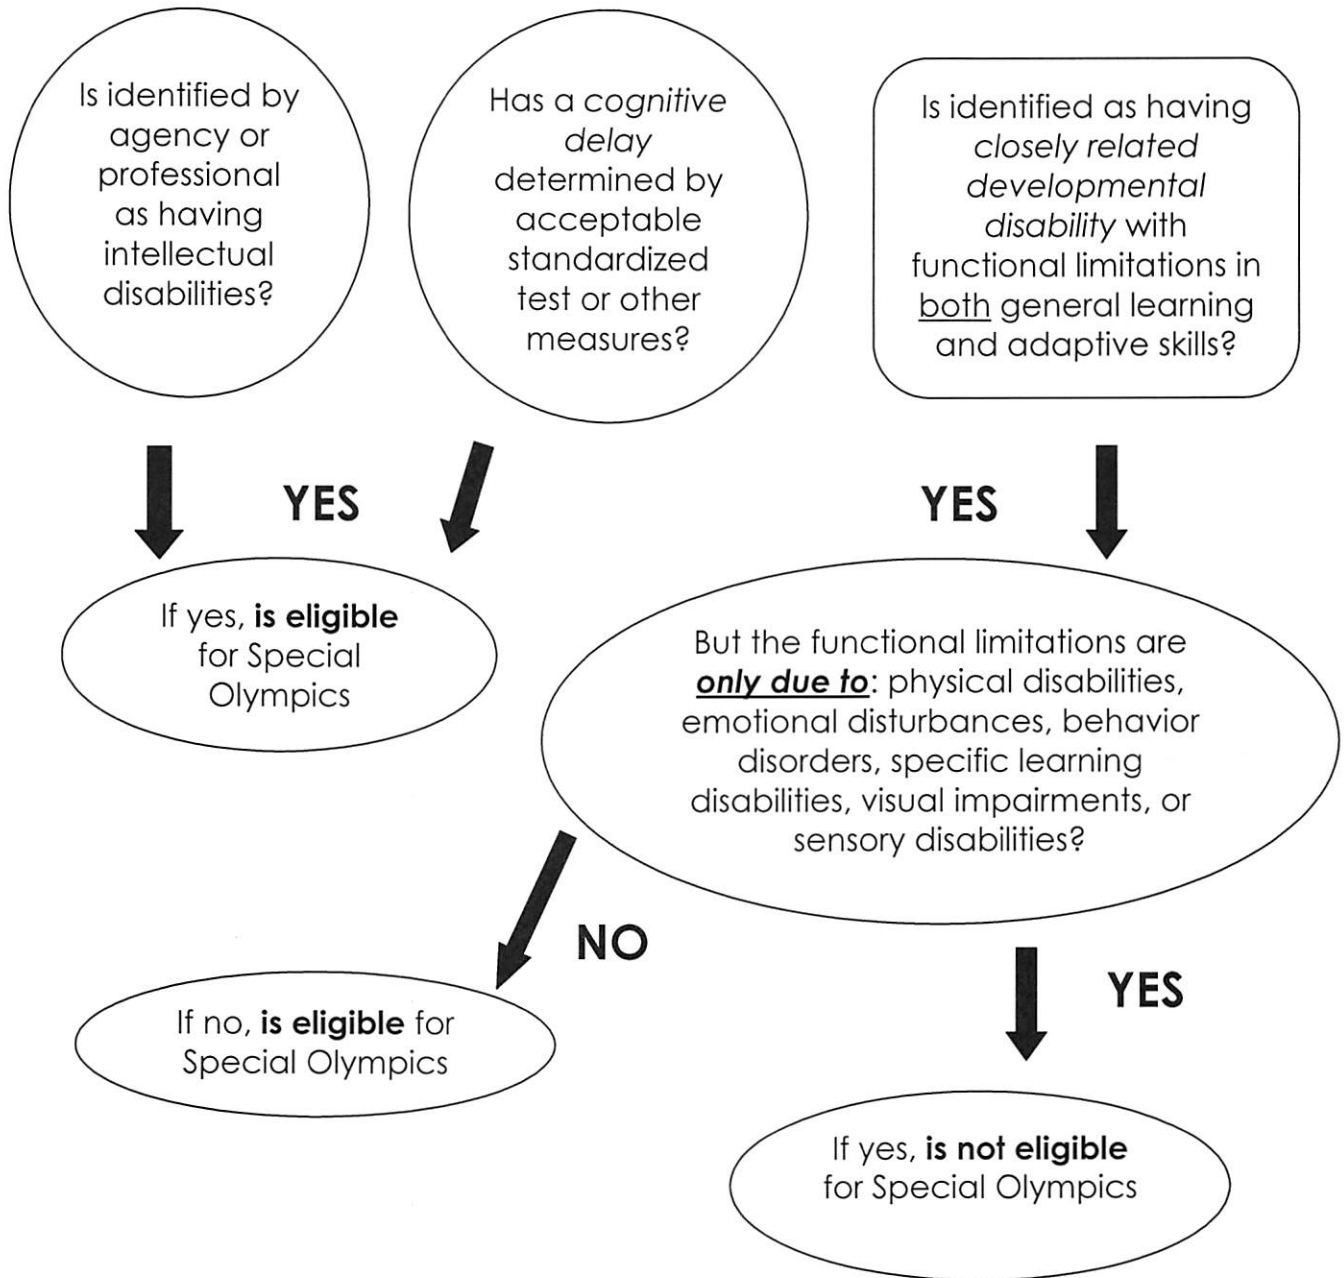 Is identified by
agency or
professional
as having
intellectual
disabilities?
Has a cognitive
delay
determined by
acceptable
standardized
test or other
measures?
Is identified as having
closely related
developmental
disability with
functional limitations in
both general learning
and adaptive skills?
YES
YES
If yes, is eligible
for Special
Olympics
But the functional limitations are
only due to: physical disabilities,
emotional disturbances, behavior
disorders, specific learning
disabilities, visual impairments, or
sensory disabilities?
NO
YES
If no, is eligible for
Special Olympics
If yes, is not eligible
for Special Olympics